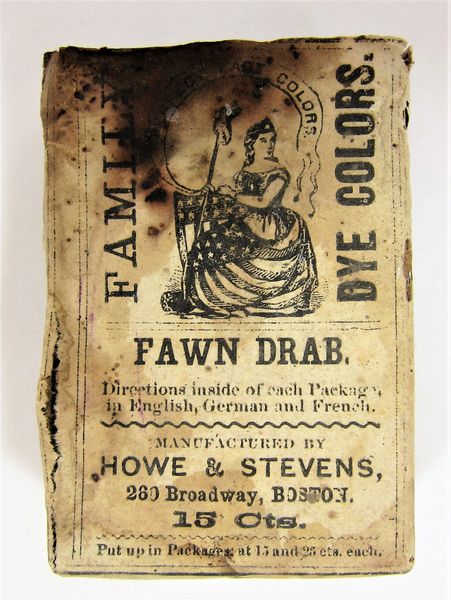 FAMILY
FAST COLORS
DYE COLORS.
FAWN DRAB.
Directions inside of each Package,
in English, German and French.
MANUFACTURED BY
HOWE & STEVENS,
260 Broadway, BOSTON.
15 Cts.
Put up in Packages at 15 and 25 cts. each.